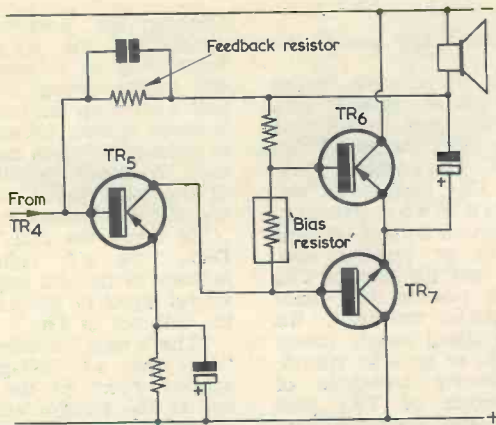 −
Feedback resistor
TR6
TR5
From
TR4
'Bias
resistor'
+
TR7
+
+